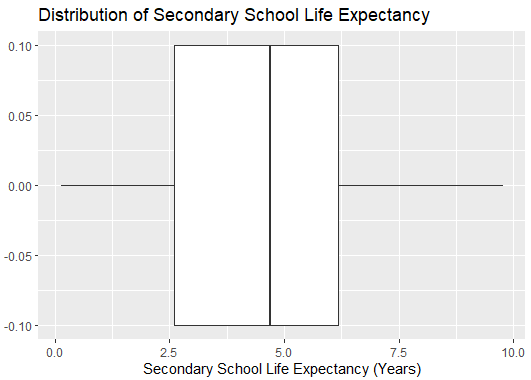 Distribution of Secondary School Life Expectancy
0.10
0.05
0.00
-0.05
-0.10
0.0 2.5 5.0 7.5 10.0
Secondary School Life Expectancy (Years)